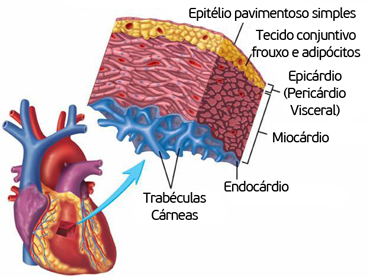 Epitélio pavimentoso simples
Tecido conjuntivo
frouxo e adipócitos
Epicárdio
(Pericárdio
Visceral)
Miocárdio
Endocárdio
Trabéculas
Cárneas